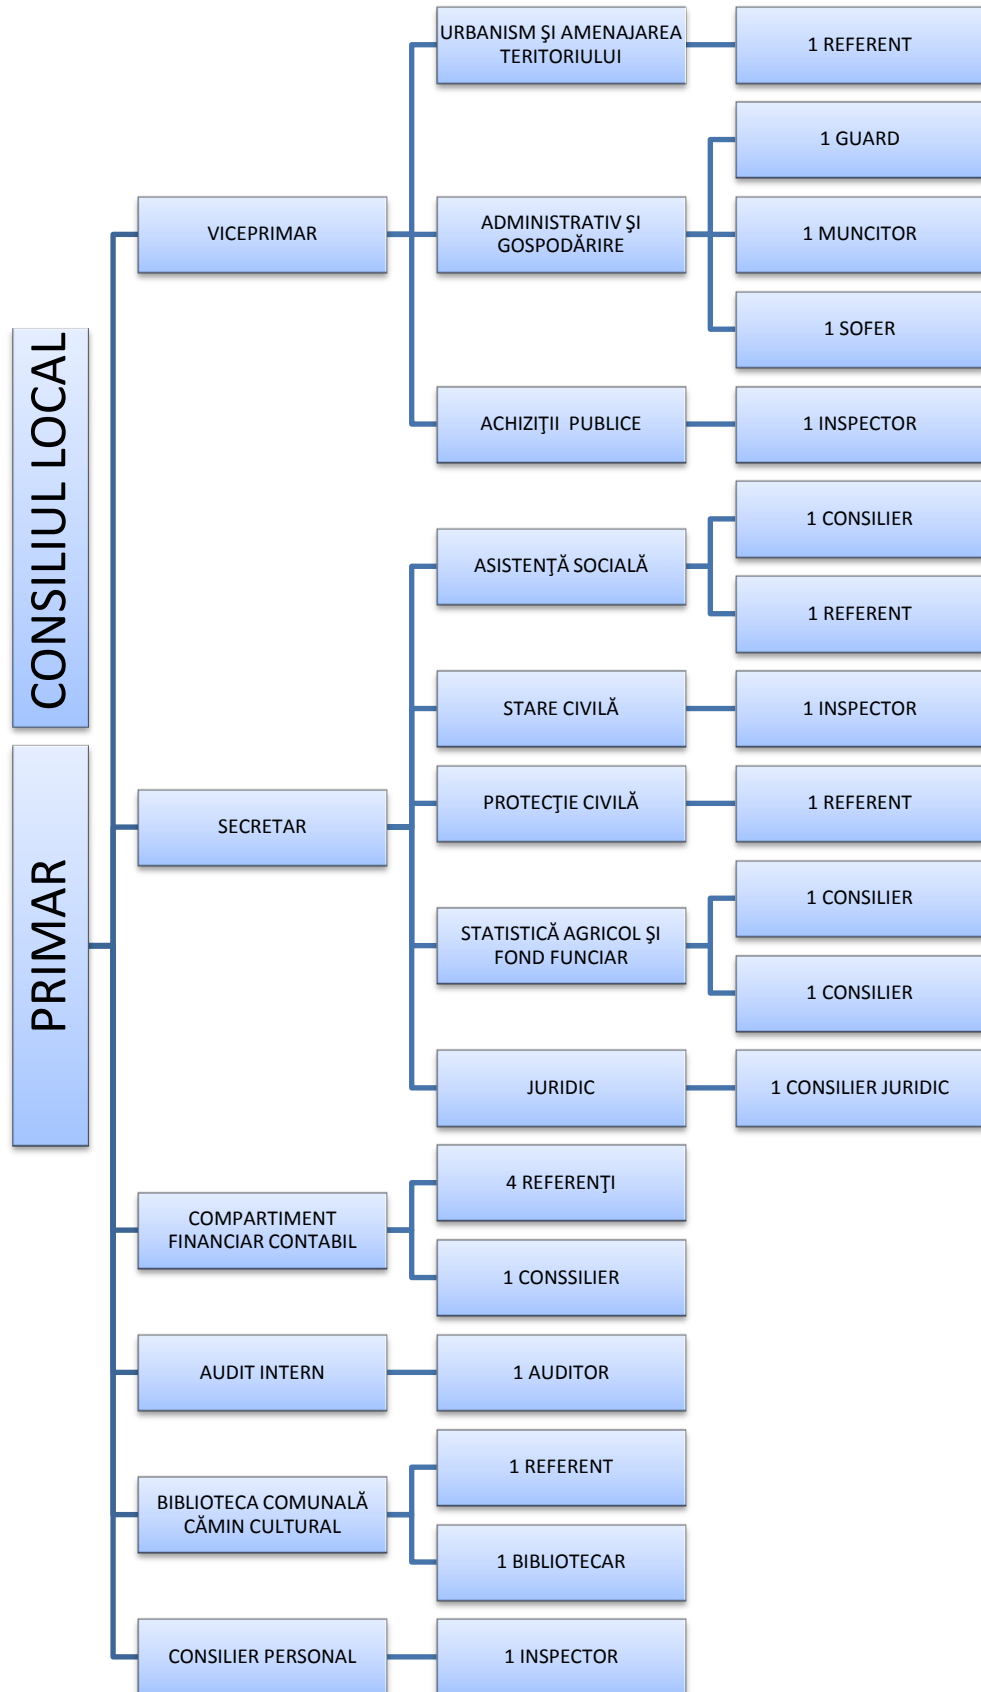 CONSILIUL LOCAL
PRIMAR
VICEPRIMAR
URBANISM ŞI AMENAJAREA
TERITORIULUI
1 REFERENT
ADMINISTRATIV ŞI
GOSPODĂRIRE
1 GUARD
1 MUNCITOR
1 SOFER
ACHIZIŢII  PUBLICE
1 INSPECTOR
SECRETAR
ASISTENŢĂ SOCIALĂ
1 CONSILIER
1 REFERENT
STARE CIVILĂ
1 INSPECTOR
PROTECŢIE CIVILĂ
1 REFERENT
STATISTICĂ AGRICOL ŞI
FOND FUNCIAR
1 CONSILIER
1 CONSILIER
JURIDIC
1 CONSILIER JURIDIC
COMPARTIMENT
FINANCIAR CONTABIL
4 REFERENŢI
1 CONSSILIER
AUDIT INTERN
1 AUDITOR
BIBLIOTECA COMUNALĂ
CĂMIN CULTURAL
1 REFERENT
1 BIBLIOTECAR
CONSILIER PERSONAL
1 INSPECTOR